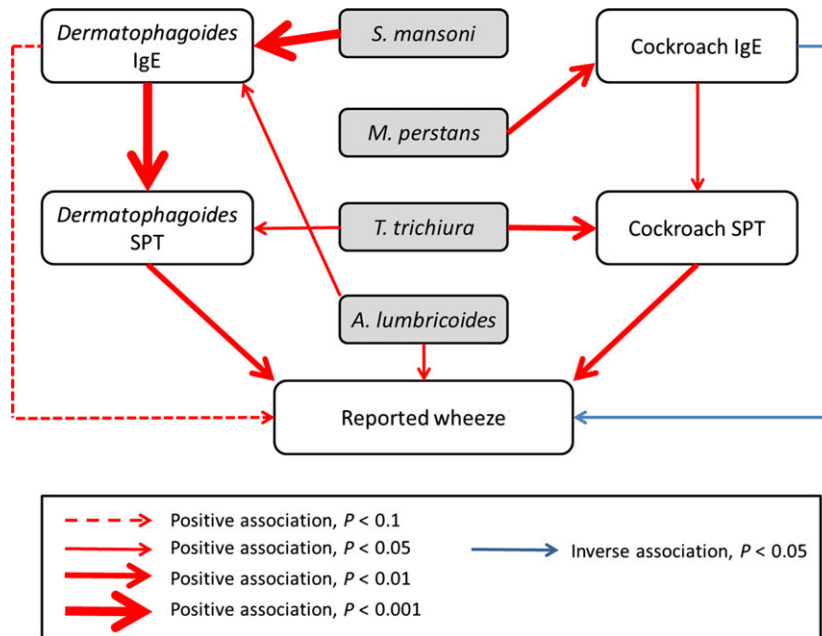 Dermatophagoides
IgE
S. mansoni
Cockroach IgE
M. perstans
Dermatophagoides
SPT
T. trichiura
Cockroach SPT
A. lumbricoides
Reported wheeze
Positive association, P < 0.1
Positive association, P < 0.05
Positive association, P < 0.01
Positive association, P < 0.001
Inverse association, P < 0.05